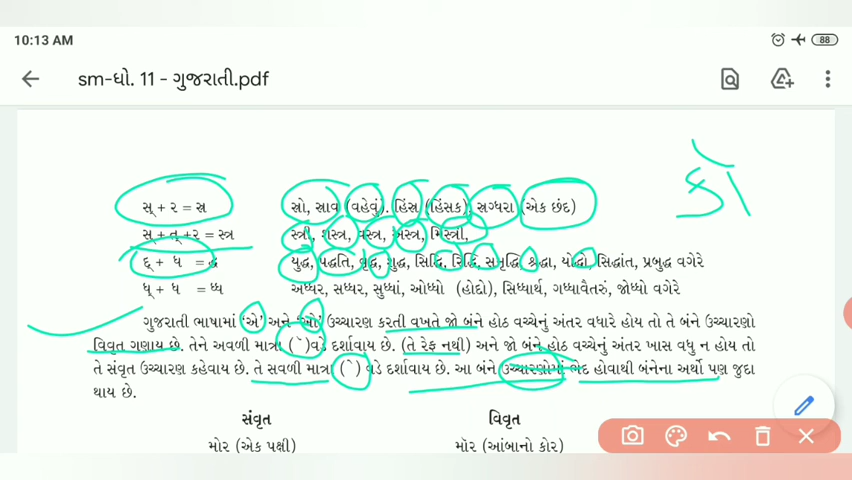 10:13 AM
88
sm-ધો. 11 - ગુજરાતી.pdf
સ્ + ર = સ્ર સ્રો, સ્રાવ (વહેવું). હિંસ્ર (હિંસક), સ્રગ્ધરા (એક છંદ)
સ્ + ત્ + ર = સ્ત્ર સ્ત્રી, શસ્ત્ર, વસ્ત્ર, અસ્ત્ર, મિસ્ત્રી,
દ્ + ધ = દ્ધ યુદ્ધ, પદ્ધતિ, વૃદ્ધ, શુદ્ધ, સિદ્ધિ, રિદ્ધિ, સમૃદ્ધિ, શ્રદ્ધા, યોદ્ધો, સિદ્ધાંત, પ્રબુદ્ધ વગેરે
ધ્ + ધ = ધ્ધ અધ્ધર, સધ્ધર, સુધ્ધાં, ઓધ્ધો (હોદો), સિધ્ધાર્થ, ગધ્ધાવૈતરું, જોધ્ધો વગેરે
ગુજરાતી ભાષામાં 'એ' અને 'ઓ' ઉચ્ચારણ કરતી વખતે જો બંને હોઠ વચ્ચેનું અંતર વધારે હોય તો તે બંને ઉચ્ચારણો
વિવૃત ગણાય છે. તેને અવળી માત્રા (ૅ) વડે દર્શાવાય છે. (તે રેફ નથી) અને જો બંને હોઠ વચ્ચેનું અંતર ખાસ વધુ ન હોય તો
તે સંવૃત ઉચ્ચારણ કહેવાય છે. તે સવળી માત્રા (ે) વડે દર્શાવાય છે. આ બંને ઉચ્ચારણોમાં ભેદ હોવાથી બંનેના અર્થો પણ જુદા
થાય છે.
સંવૃત વિવૃત
મોર (એક પક્ષી) મૉર (આંબાનો કોર)